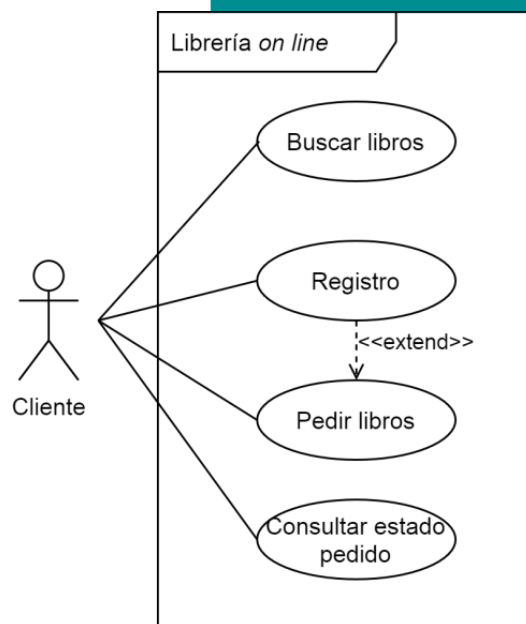 Librería on line
Buscar libros
Registro
<<extend>>
Cliente
Pedir libros
Consultar estado
pedido